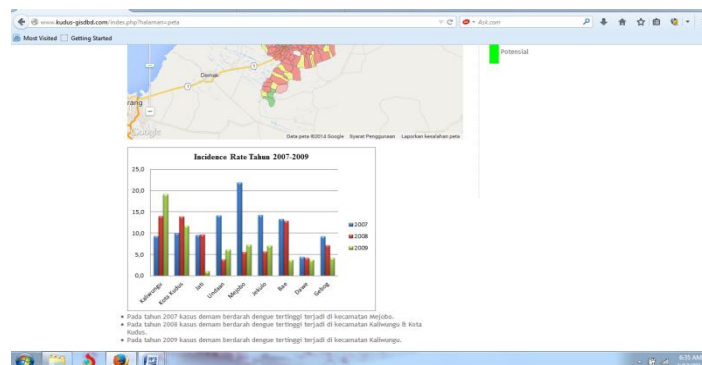 www.kudus-gisdbd.com/index.php?halaman=peta
Ask.com
Most Visited
Getting Started
Potensial
Demak
rang
Google
Data peta ©2014 Google
Syarat Penggunaan
Laporkan kesalahan peta
Incidence Rate Tahun 2007-2009
25,0
20,0
15,0
10,0
5,0
0,0
2007
2008
2009
Kaliwungu
Kota Kudus
Jati
Undaan
Mejobo
Jekulo
Bae
Dawe
Gebog
• Pada tahun 2007 kasus demam berdarah dengue tertinggi terjadi di kecamatan Mejobo.
• Pada tahun 2008 kasus demam berdarah dengue tertinggi terjadi di kecamatan Kaliwungu & Kota
Kudus.
• Pada tahun 2009 kasus demam berdarah dengue tertinggi terjadi di kecamatan Kaliwungu.
6:35 AM